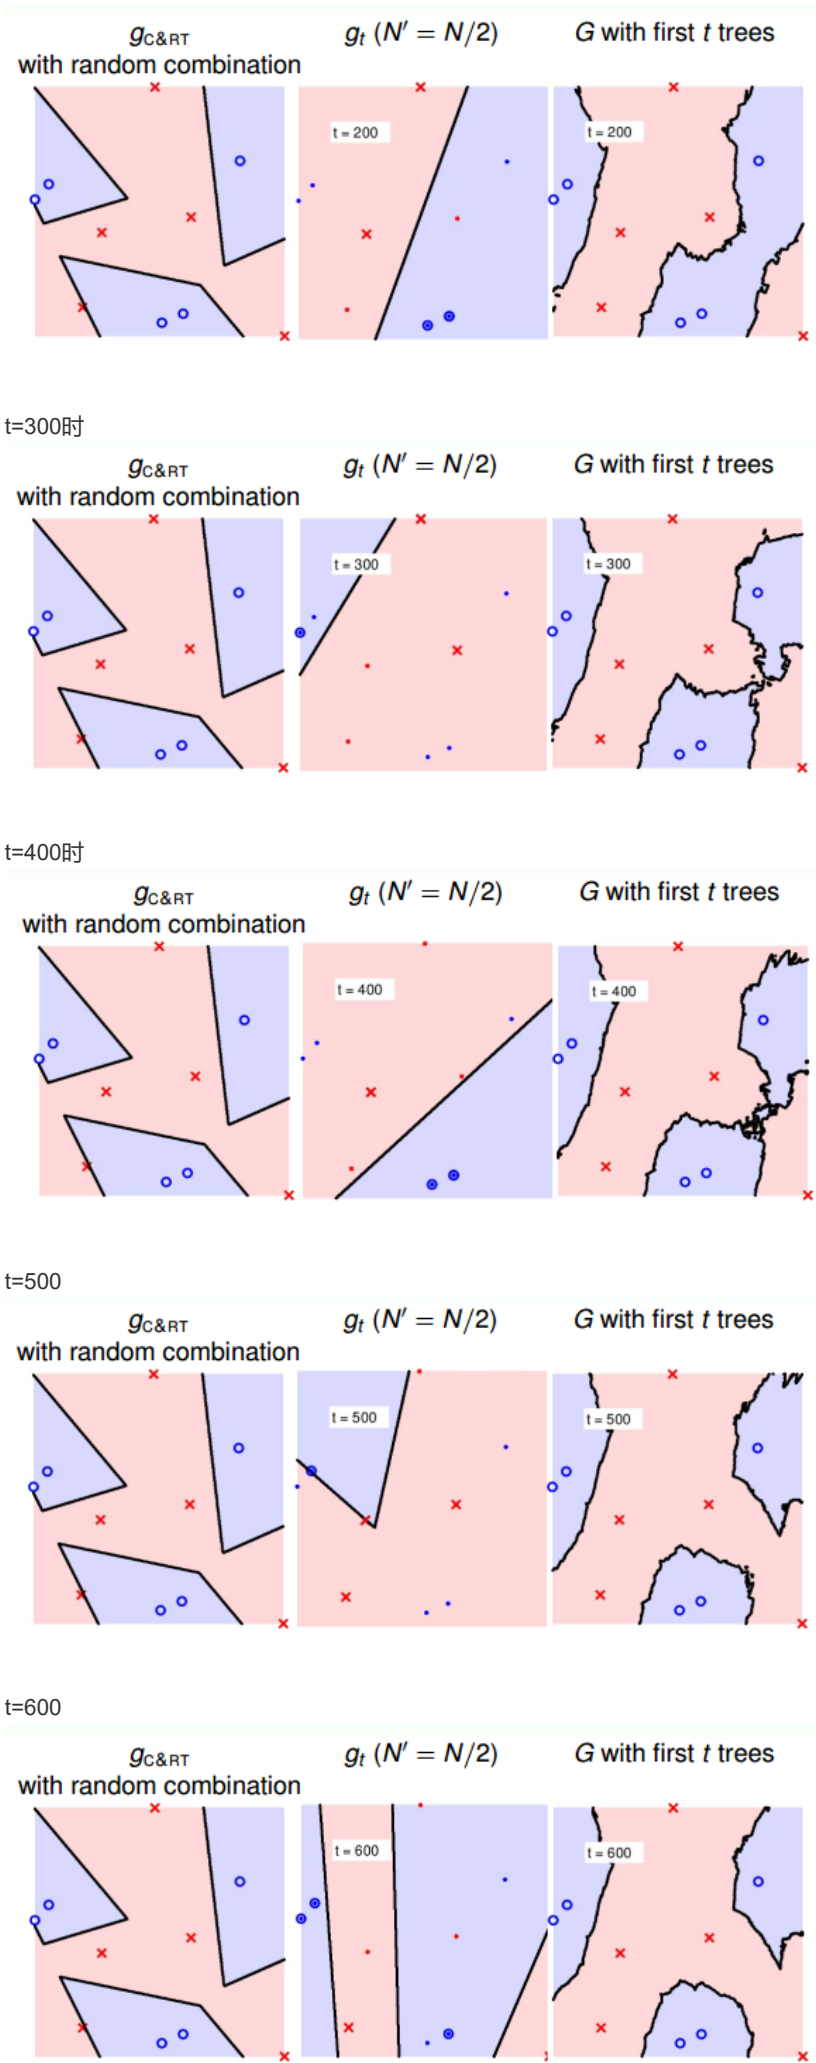 gC&RT
with random combination
gt (N′ = N/2)
G with first t trees
t = 200
t = 200
t=300时
gC&RT
with random combination
gt (N′ = N/2)
G with first t trees
t = 300
t = 300
t=400时
gC&RT
with random combination
gt (N′ = N/2)
G with first t trees
t = 400
t = 400
t=500
gC&RT
with random combination
gt (N′ = N/2)
G with first t trees
t = 500
t = 500
t=600
gC&RT
with random combination
gt (N′ = N/2)
G with first t trees
t = 600
t = 600